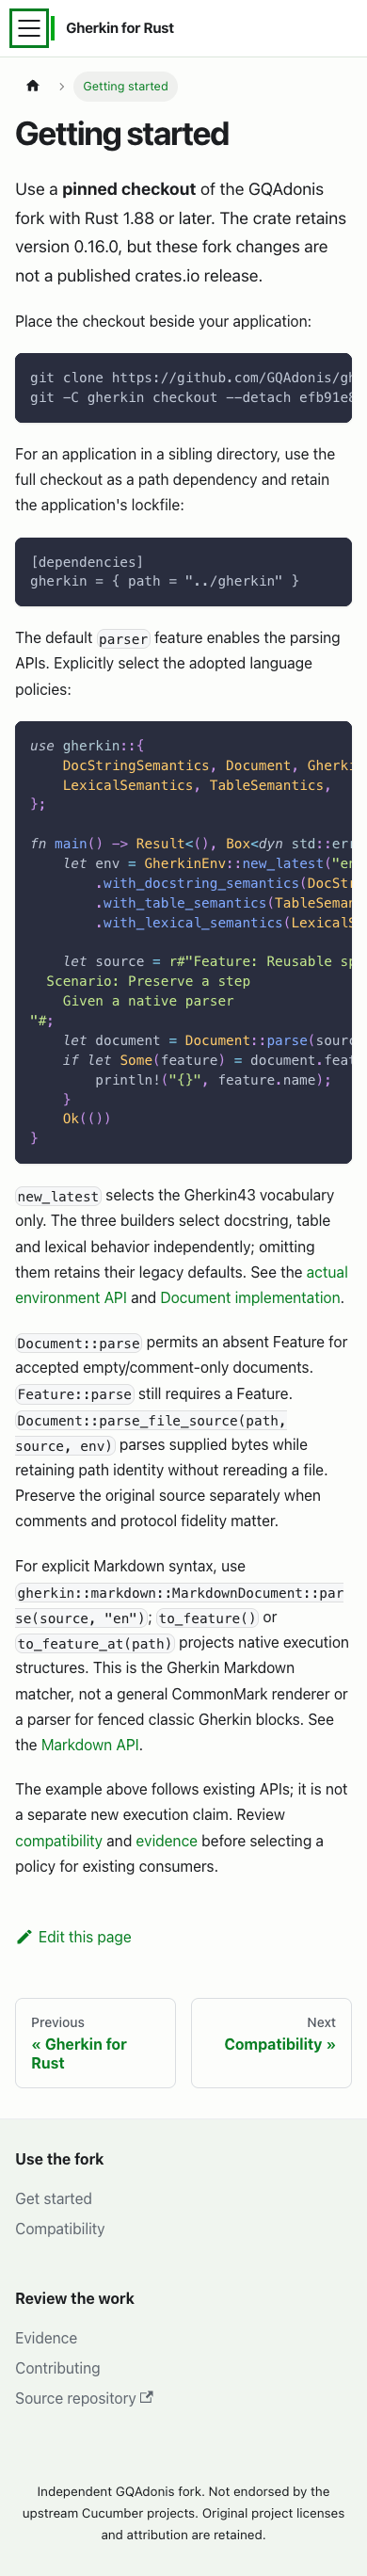 Gherkin for Rust
Getting started
Getting started
Use a pinned checkout of the GQAdonis
fork with Rust 1.88 or later. The crate retains
version 0.16.0, but these fork changes are
not a published crates.io release.
Place the checkout beside your application:
git clone https://github.com/GQAdonis/gh
git -C gherkin checkout --detach efb91e8
For an application in a sibling directory, use the
full checkout as a path dependency and retain
the application's lockfile:
[dependencies]
gherkin = { path = "../gherkin" }
The default parser feature enables the parsing
APIs. Explicitly select the adopted language
policies:
use gherkin::{
    DocStringSemantics, Document, Gherki
    LexicalSemantics, TableSemantics,
};
fn main() -> Result<(), Box<dyn std::err
    let env = GherkinEnv::new_latest("en
        .with_docstring_semantics(DocStr
        .with_table_semantics(TableSeman
        .with_lexical_semantics(LexicalS
    let source = r#"Feature: Reusable sp
  Scenario: Preserve a step
    Given a native parser
"#;
    let document = Document::parse(sourc
    if let Some(feature) = document.feat
        println!("{}", feature.name);
    }
    Ok(())
}
new_latest selects the Gherkin43 vocabulary
only. The three builders select docstring, table
and lexical behavior independently; omitting
them retains their legacy defaults. See the actual
environment API and Document implementation.
Document::parse permits an absent Feature for
accepted empty/comment-only documents.
Feature::parse still requires a Feature.
Document::parse_file_source(path,
source, env) parses supplied bytes while
retaining path identity without rereading a file.
Preserve the original source separately when
comments and protocol fidelity matter.
For explicit Markdown syntax, use
gherkin::markdown::MarkdownDocument::par
se(source, "en"); to_feature() or
to_feature_at(path) projects native execution
structures. This is the Gherkin Markdown
matcher, not a general CommonMark renderer or
a parser for fenced classic Gherkin blocks. See
the Markdown API.
The example above follows existing APIs; it is not
a separate new execution claim. Review
compatibility and evidence before selecting a
policy for existing consumers.
Edit this page
Previous
« Gherkin for
Rust
Next
Compatibility »
Use the fork
Get started
Compatibility
Review the work
Evidence
Contributing
Source repository
Independent GQAdonis fork. Not endorsed by the
upstream Cucumber projects. Original project licenses
and attribution are retained.